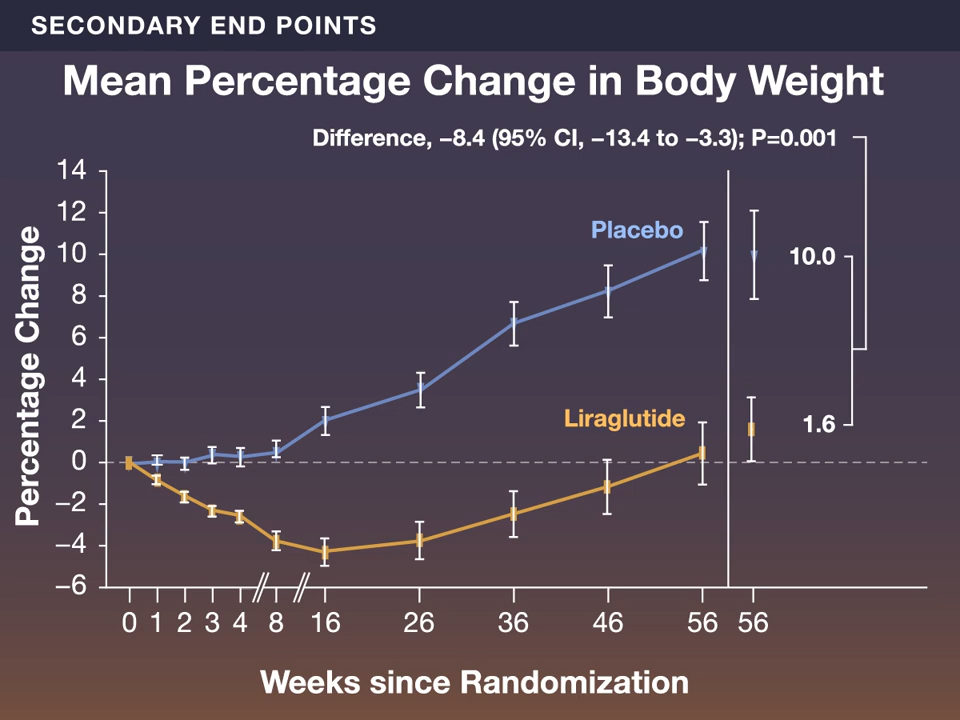 SECONDARY END POINTS
Mean Percentage Change in Body Weight
Difference, −8.4 (95% CI, −13.4 to −3.3); P=0.001
Percentage Change
14
12
10
8
6
4
2
0
−2
−4
−6
Placebo
Liraglutide
10.0
1.6
0 1 2 3 4 8 16 26 36 46 56 56
Weeks since Randomization